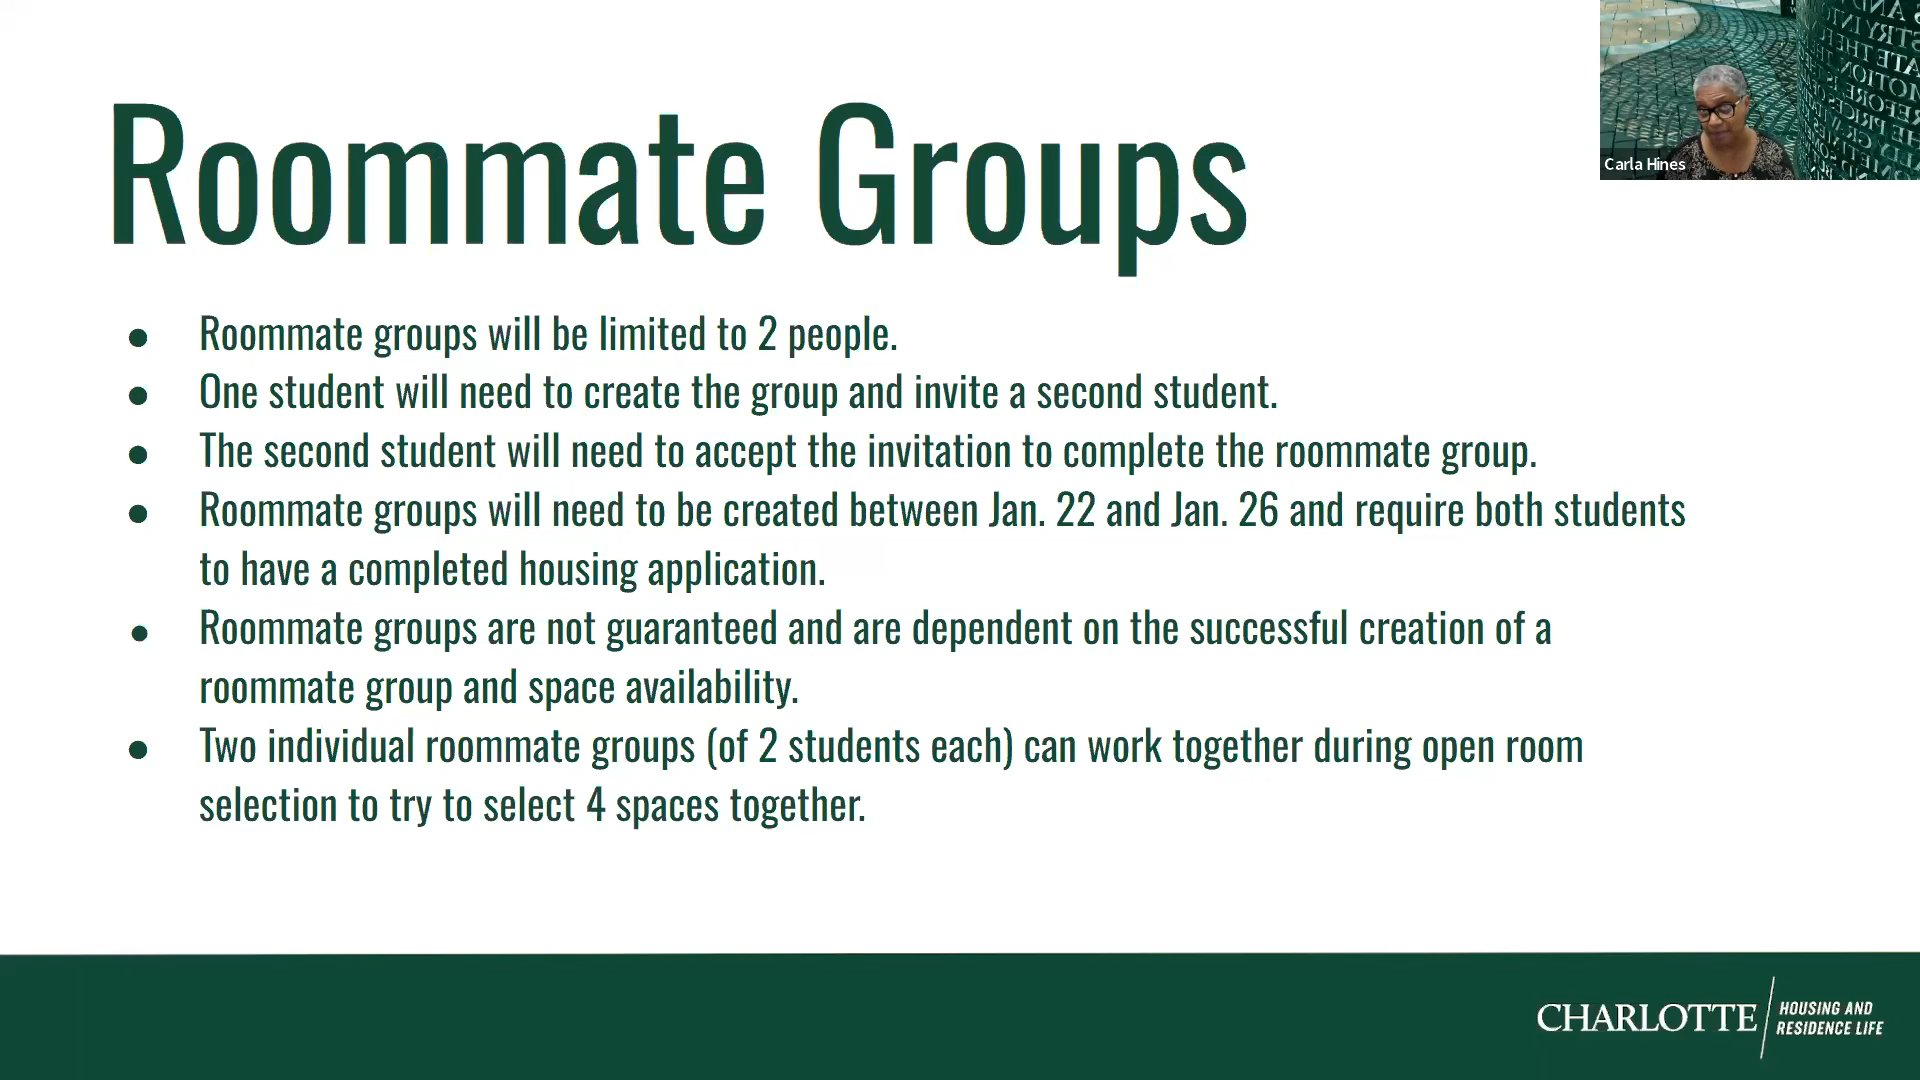 Roommate Groups
Carla Hines
● Roommate groups will be limited to 2 people.
● One student will need to create the group and invite a second student.
● The second student will need to accept the invitation to complete the roommate group.
● Roommate groups will need to be created between Jan. 22 and Jan. 26 and require both students
to have a completed housing application.
● Roommate groups are not guaranteed and are dependent on the successful creation of a
roommate group and space availability.
● Two individual roommate groups (of 2 students each) can work together during open room
selection to try to select 4 spaces together.
CHARLOTTE
HOUSING AND
RESIDENCE LIFE